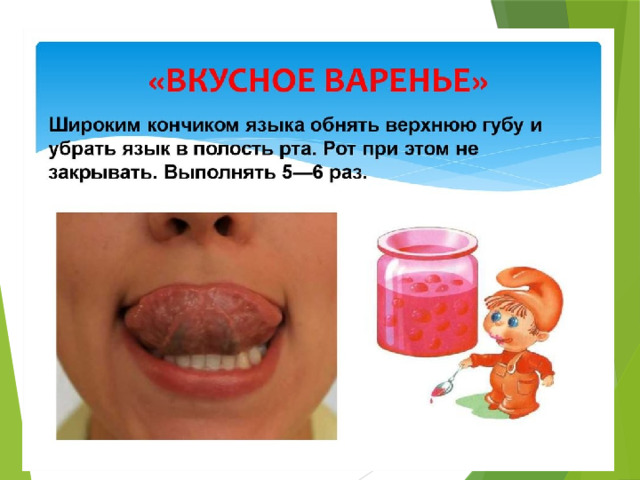 «ВКУСНОЕ ВАРЕНЬЕ»
Широким кончиком языка обнять верхнюю губу и
убрать язык в полость рта. Рот при этом не
закрывать. Выполнять 5—6 раз.